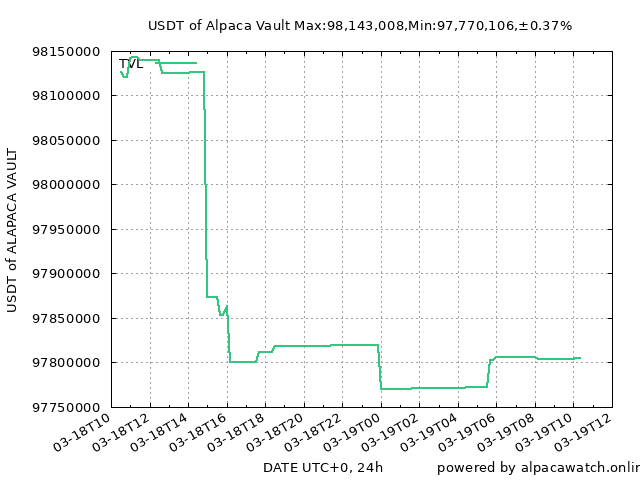 USDT of Alpaca Vault Max:98,143,008,Min:97,770,106,±0.37%
98150000
TVL
98100000
98050000
98000000
97950000
97900000
97850000
97800000
97750000
USDT of ALAPACA VAULT
03-18T10
03-18T12
03-18T14
03-18T16
03-18T18
03-18T20
03-18T22
03-19T00
03-19T02
03-19T04
03-19T06
03-19T08
03-19T10
03-19T12
DATE UTC+0, 24h
powered by alpacawatch.onlin